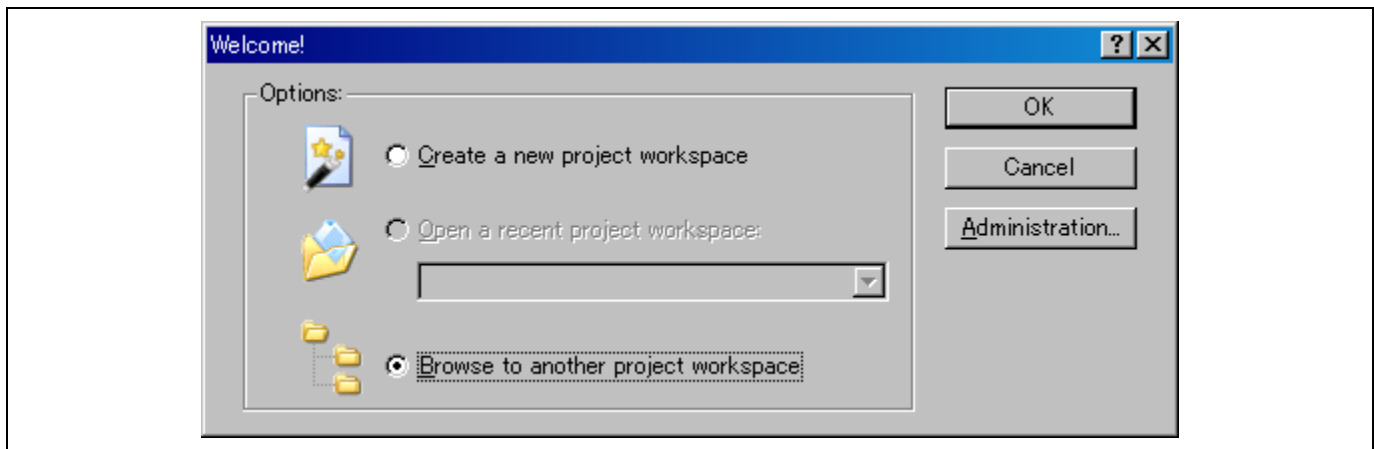 Welcome!
Options:
Create a new project workspace
Open a recent project workspace:
Browse to another project workspace
OK
Cancel
Administration...